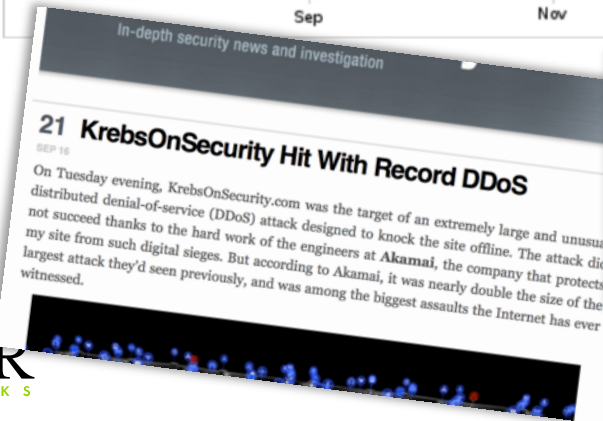 Sep Nov
In-depth security news and investigation
21 KrebsOnSecurity Hit With Record DDoS
SEP 16
On Tuesday evening, KrebsOnSecurity.com was the target of an extremely large and
distributed denial-of-service (DDoS) attack designed to knock the site offline. The attack
not succeed thanks to the hard work of the engineers at Akamai, the company that protects
my site from such digital sieges. But according to Akamai, it was nearly double the size of the
largest attack they'd seen previously, and was among the biggest assaults the Internet has ever
witnessed.
R
K S